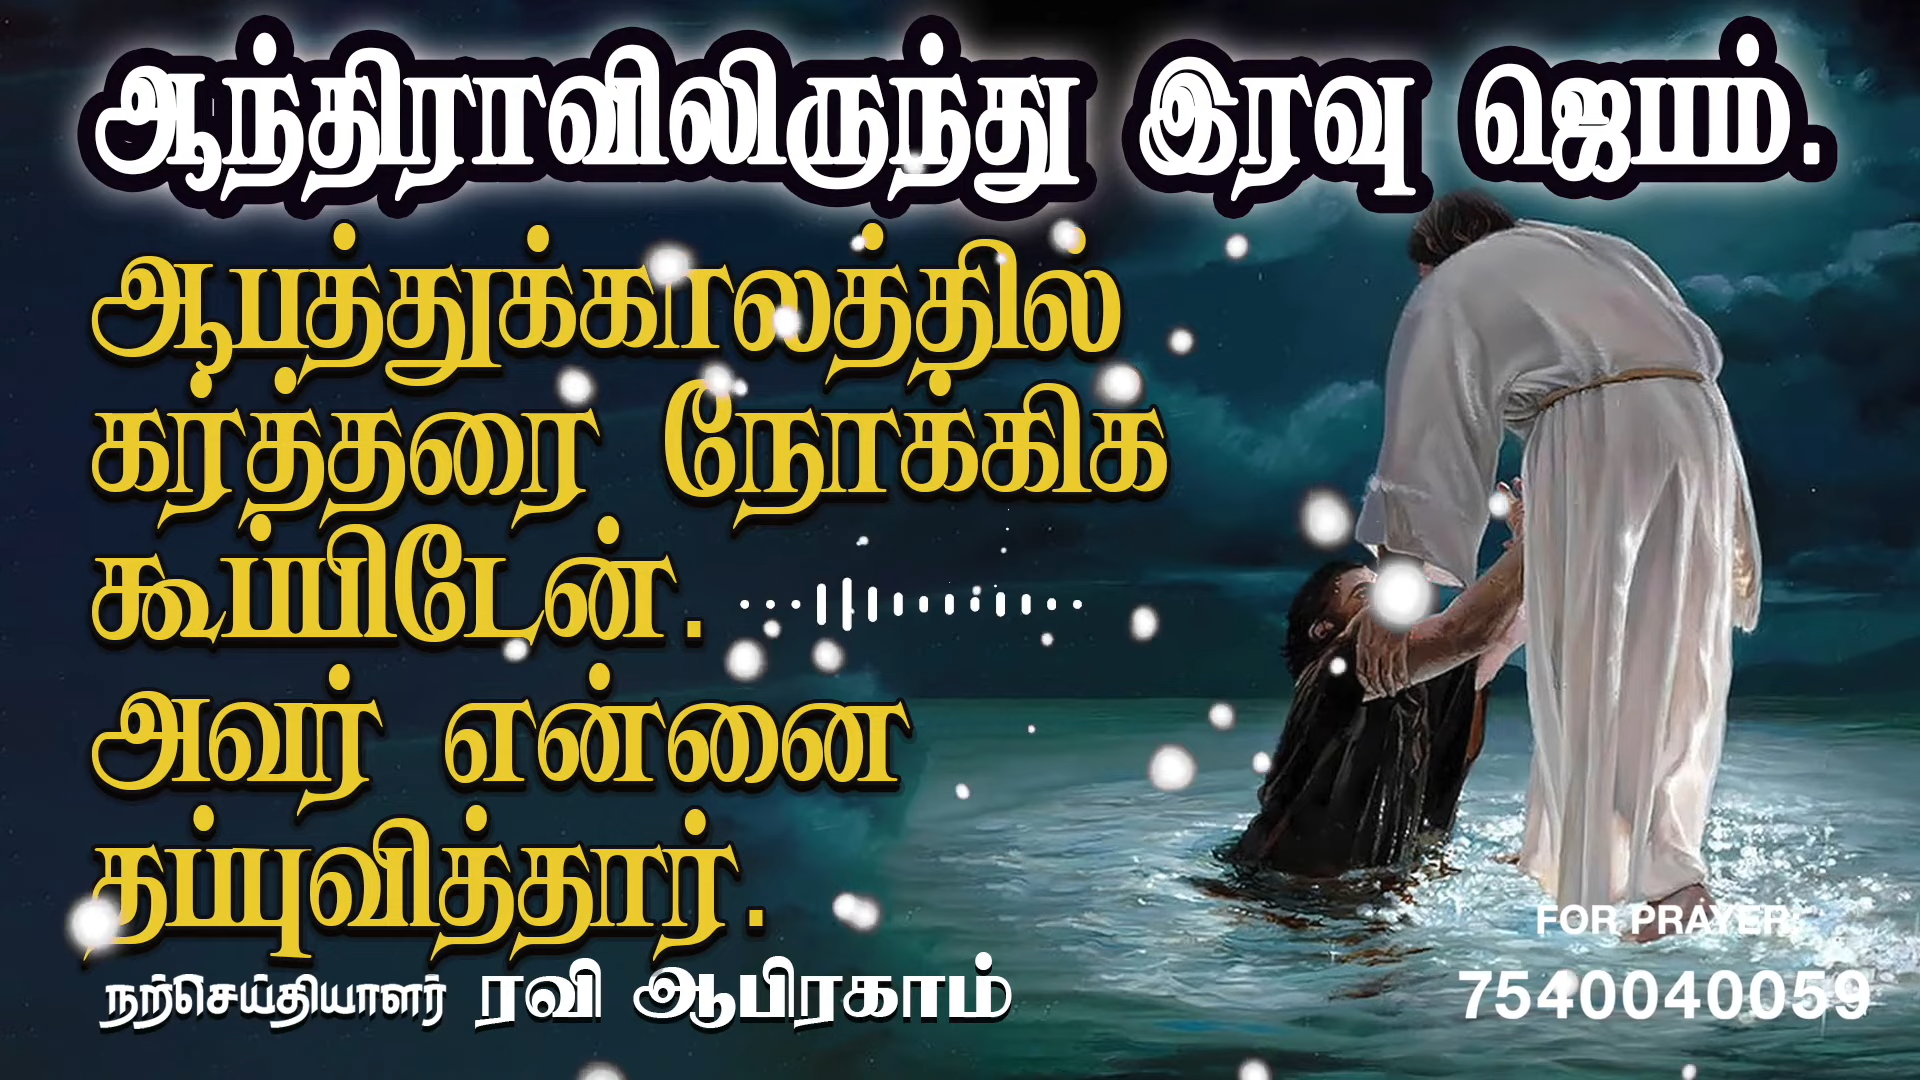 ஆந்திராவிலிருந்து இரவு ஜெபம்.
ஆபத்துக்காலத்தில்
கர்த்தரை நோக்கிக்
கூப்பிடேன்.
அவர் என்னை
தப்புவித்தார்.
நற்செய்தியாளர் ரவி ஆபிரகாம்
FOR PRAYER:
7540040059